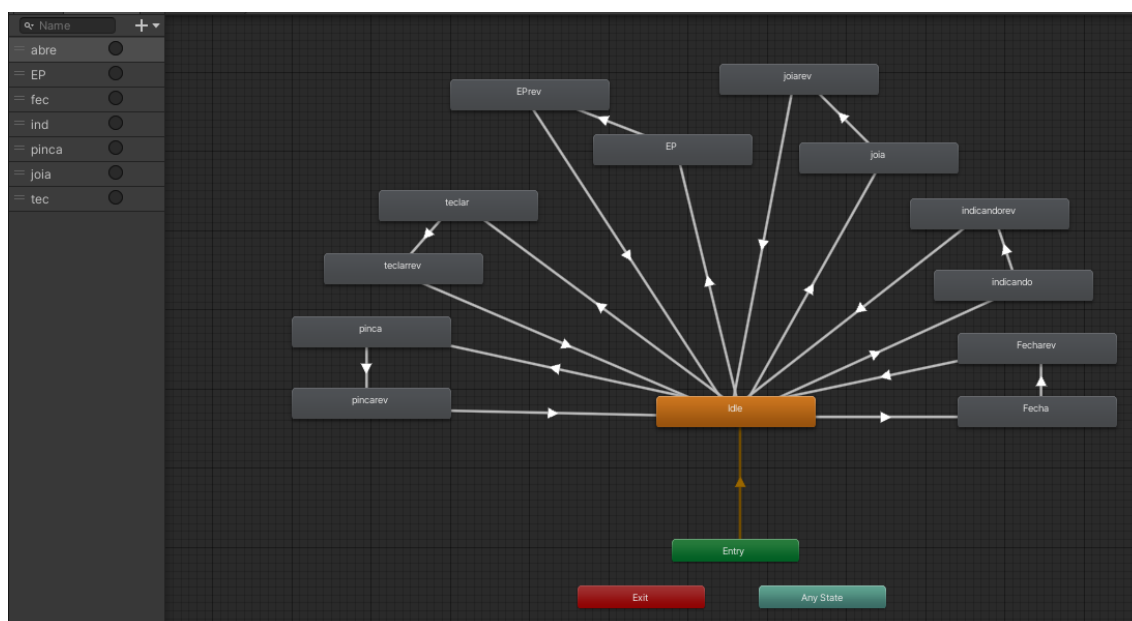 Name
abre
EP
fec
ind
pinca
joia
tec
joiarev
EPrev
EP
joia
teclar
indicandorev
teclarrev
indicando
pinca
Fecharev
pincarev
Idle
Fecha
Entry
Exit
Any State